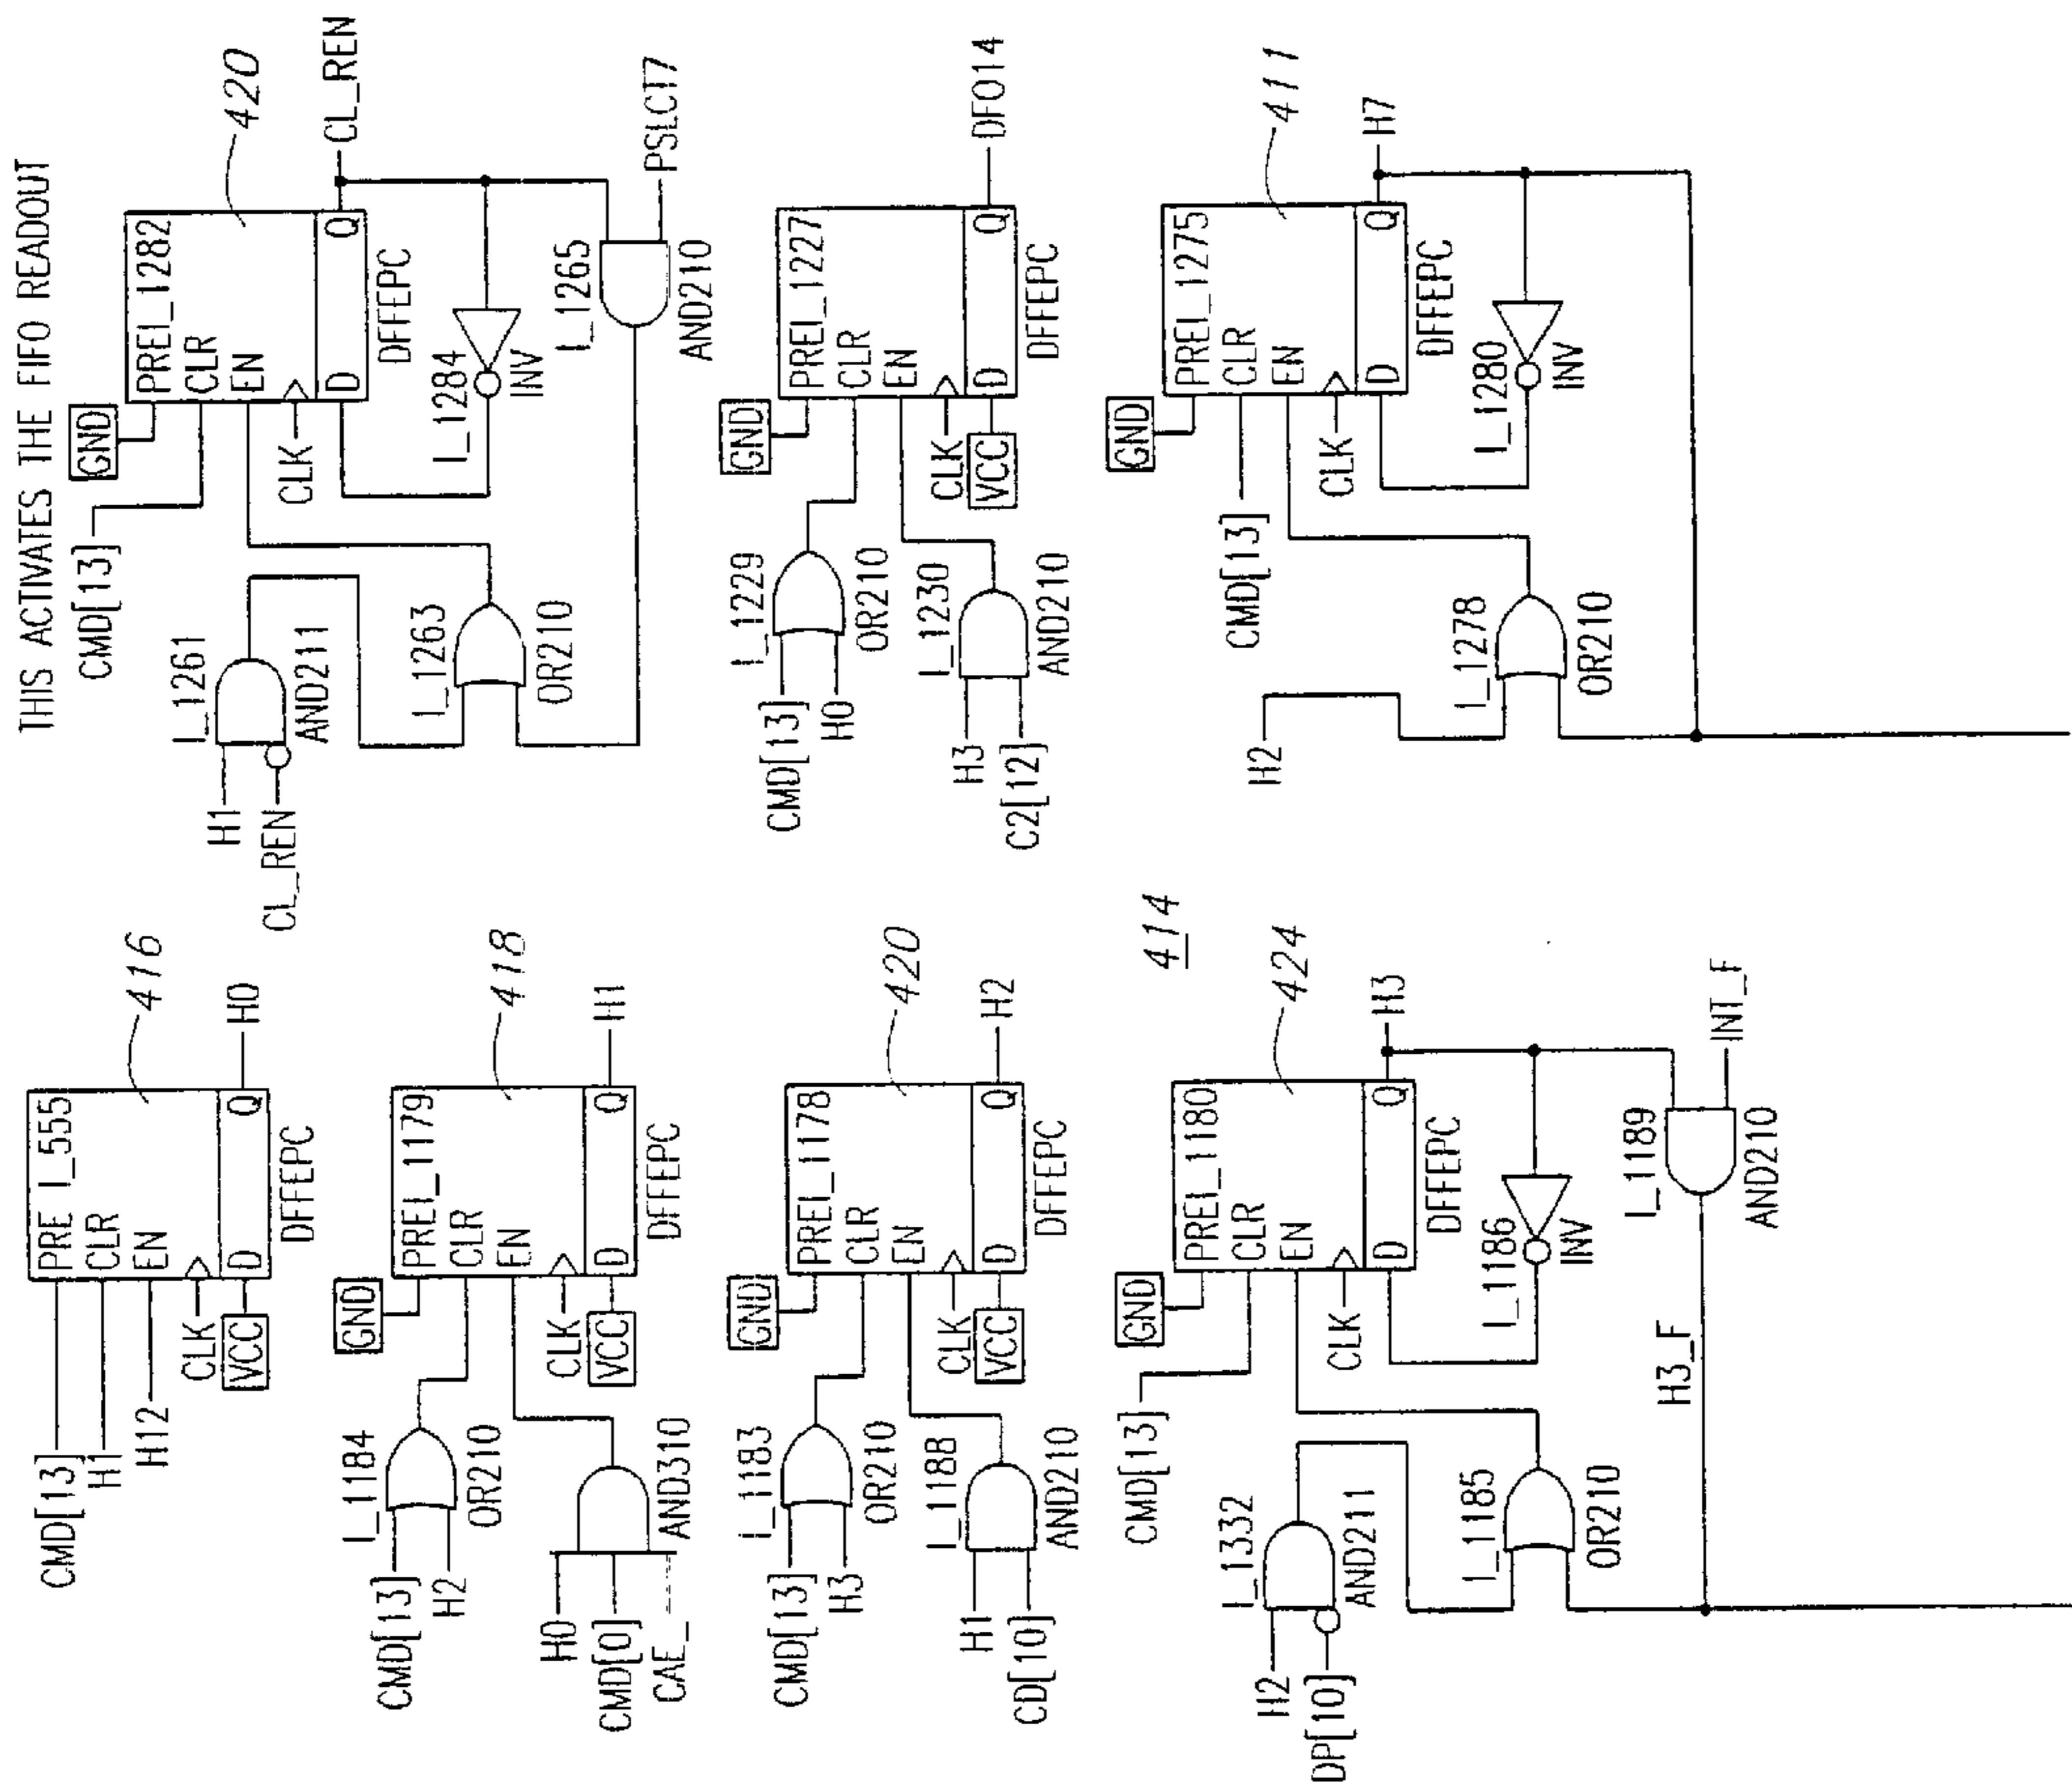 THIS ACTIVATES THE FIFO READOUT
CMD[13]
H1
H12
CLK
VCC
PRE I_555
CLR
EN
D
Q
DFFEPC
416
H0
CMD[13]
H2
I_1184
OR210
H0
CMD[0]
CAE_
AND310
GND
CLK
VCC
PREI_1179
CLR
EN
D
Q
DFFEPC
418
H1
CMD[13]
H3
I_1183
OR210
H1
CD[10]
I_1188
AND210
GND
CLK
VCC
PREI_1178
CLR
EN
D
Q
DFFEPC
420
H2
414
H2
DP[10]
I_1332
AND211
CMD[13]
I_1185
OR210
GND
CLK
PREI_1180
CLR
EN
D
Q
DFFEPC
424
H3
I_1186
INV
H3_F
I_1189
AND210
INT_F
H1
CL_REN
I_1261
AND211
CMD[13]
I_1263
OR210
GND
CLK
PREI_1282
CLR
EN
D
Q
DFFEPC
420
CL_REN
I_1284
INV
I_1265
AND210
PSLCT7
CMD[13]
H0
I_1229
OR210
H3
C2[12]
I_1230
AND210
GND
CLK
VCC
PREI_1227
CLR
EN
D
Q
DFFEPC
DFO14
H2
CMD[13]
I_1278
OR210
GND
CLK
PREI_1275
CLR
EN
D
Q
DFFEPC
411
H7
I_1280
INV